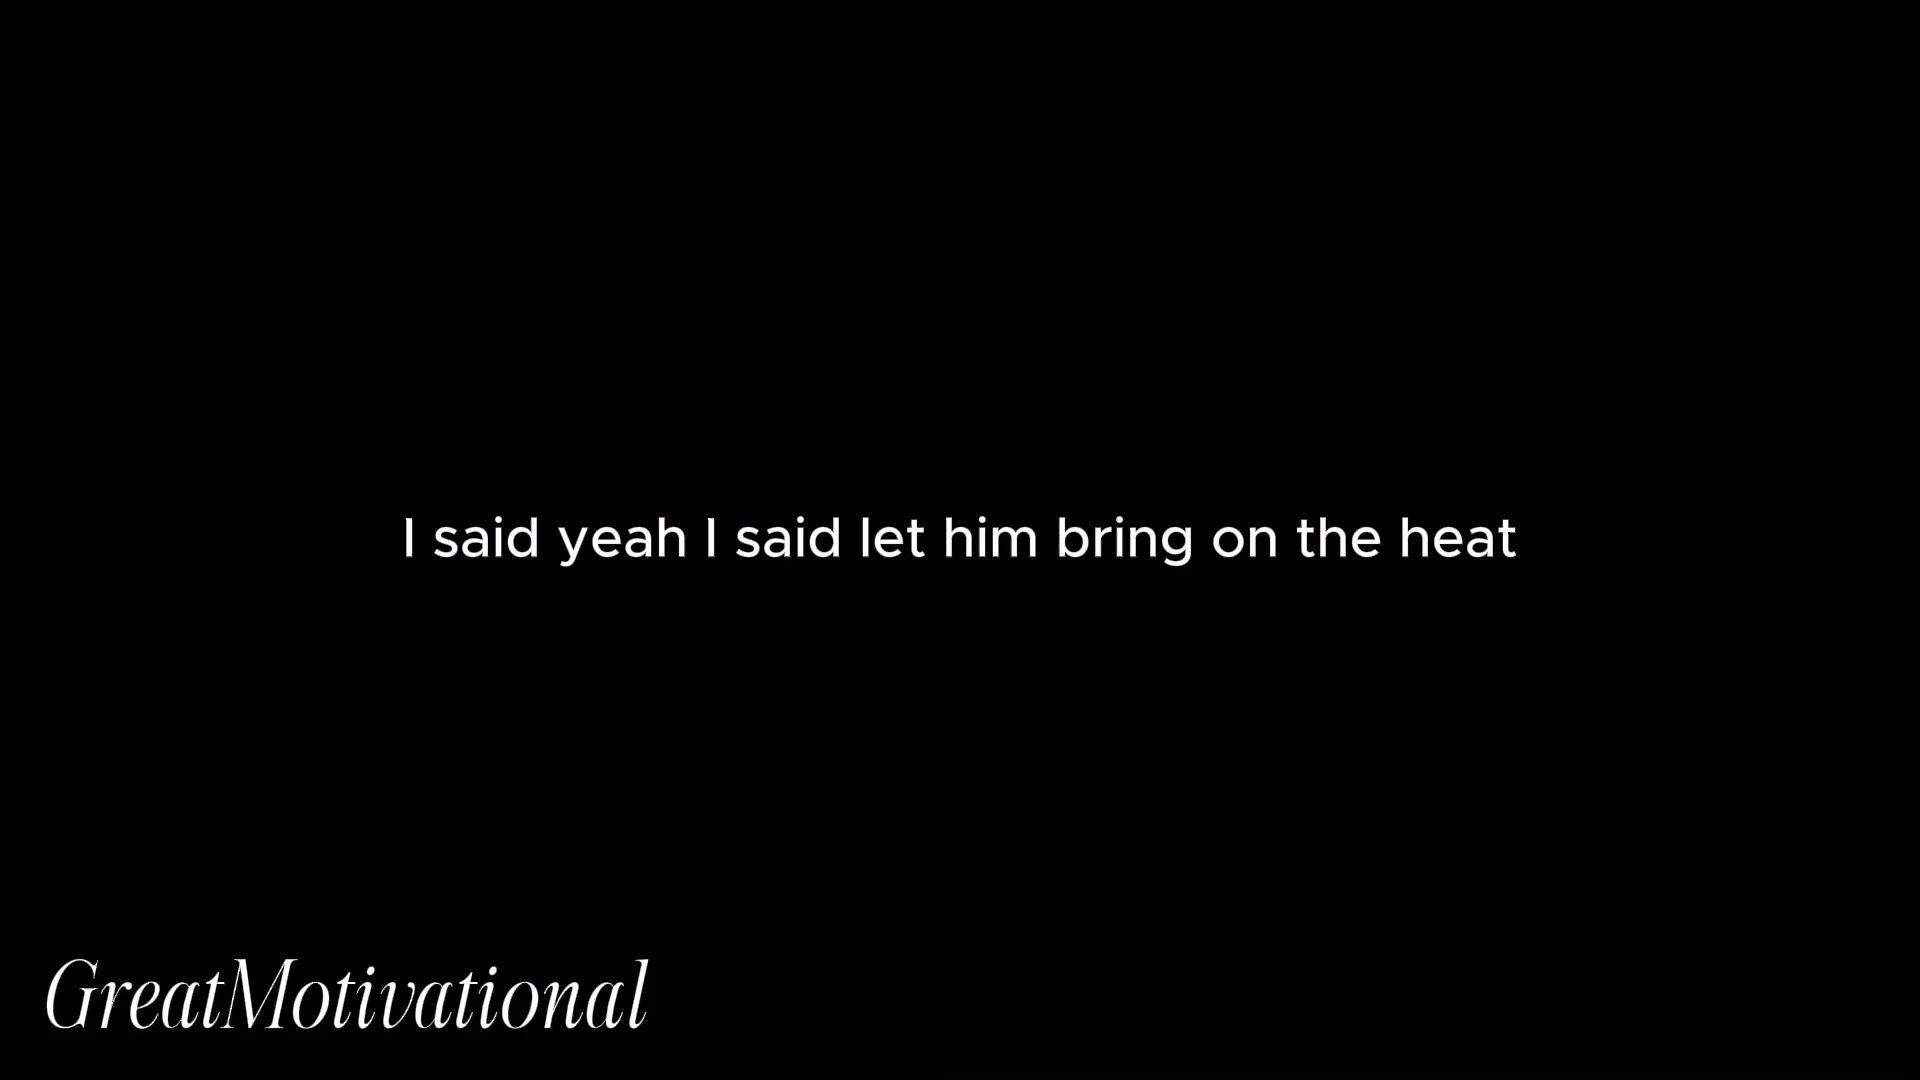 I said yeah I said let him bring on the heat
GreatMotivational